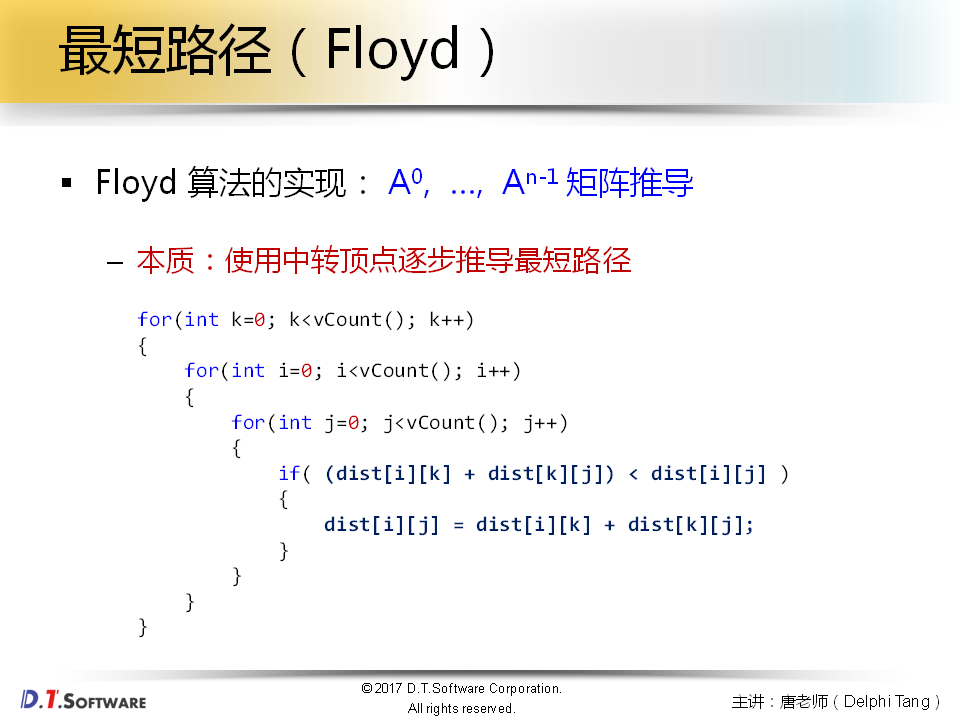 最短路径（Floyd）
▪ Floyd 算法的实现： A⁰, …, Aⁿ⁻¹ 矩阵推导
– 本质：使用中转顶点逐步推导最短路径
for(int k=0; k<vCount(); k++)
{
    for(int i=0; i<vCount(); i++)
    {
        for(int j=0; j<vCount(); j++)
        {
            if( (dist[i][k] + dist[k][j]) < dist[i][j] )
            {
                dist[i][j] = dist[i][k] + dist[k][j];
            }
        }
    }
}
D.T.SOFTWARE
©2017 D.T.Software Corporation.
All rights reserved.
主讲：唐老师（Delphi Tang）